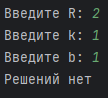 Введите R: 2
Введите k: 1
Введите b: 1
Решений нет